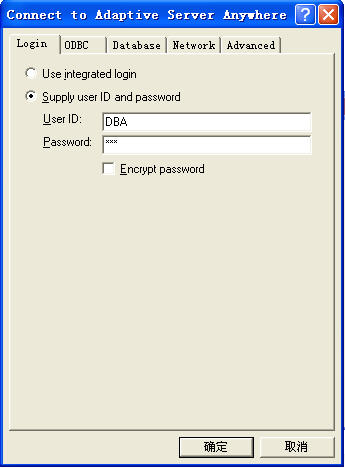 Connect to Adaptive Server Anywhere
Login ODBC Database Network Advanced
Use integrated login
Supply user ID and password
User ID: DBA
Password: ***
Encrypt password
确定 取消